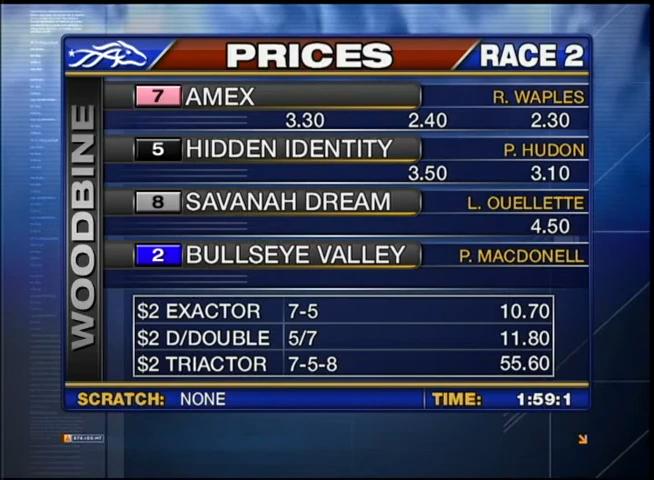 PRICES RACE 2
WOODBINE
7 AMEX R. WAPLES
3.30 2.40 2.30
5 HIDDEN IDENTITY P. HUDON
3.50 3.10
8 SAVANAH DREAM L. OUELLETTE
4.50
2 BULLSEYE VALLEY P. MACDONELL
$2 EXACTOR 7-5 10.70
$2 D/DOUBLE 5/7 11.80
$2 TRIACTOR 7-5-8 55.60
SCRATCH: NONE TIME: 1:59:1